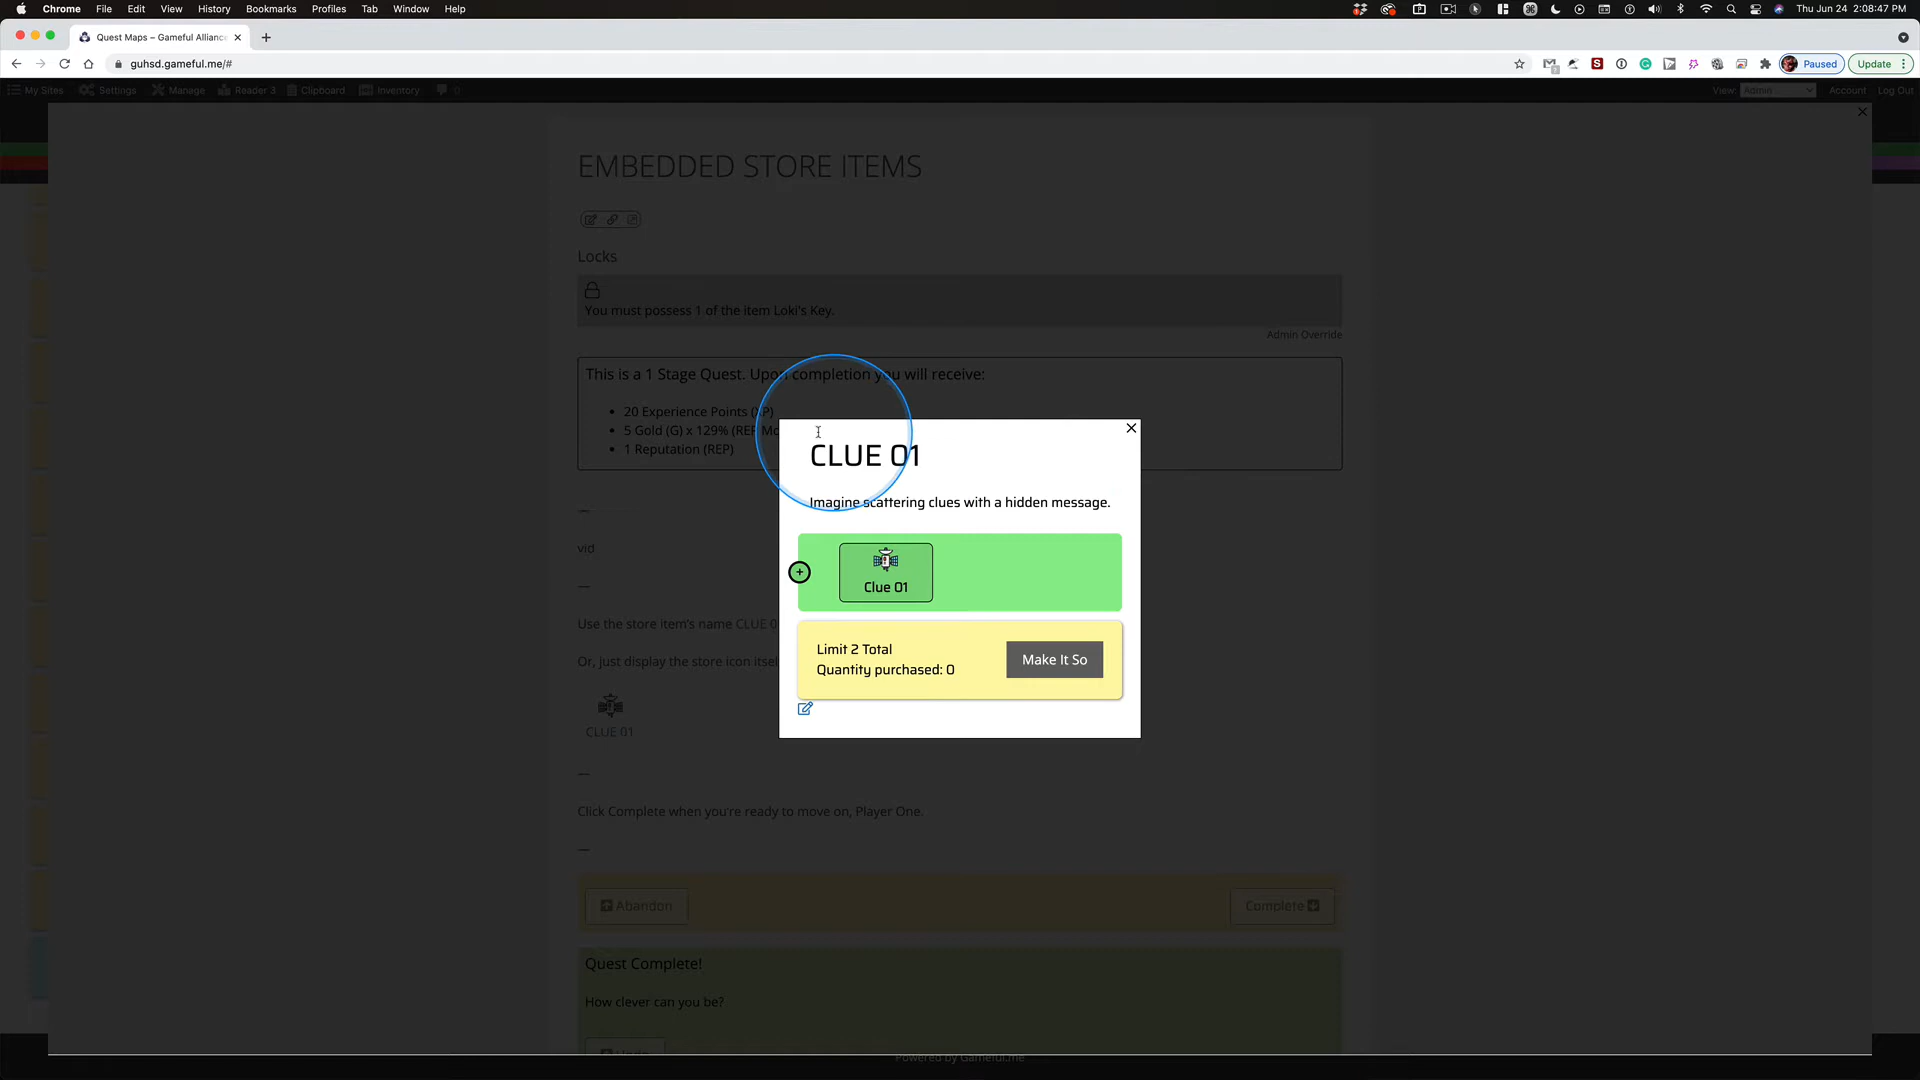 Chrome File Edit View History Bookmarks Profiles Tab Window Help
Thu Jun 24 2:08:47 PM
Quest Maps – Gameful Alliance
guhsd.gameful.me/#
Paused
Update
My Sites Settings Manage Reader 3 Clipboard Inventory 0
View: Admin Account Log Out
EMBEDDED STORE ITEMS
Locks
You must possess 1 of the item Loki's Key.
Admin Override
This is a 1 Stage Quest. Upon completion you will receive:
• 20 Experience Points (XP)
• 5 Gold (G) x 129% (REP
• 1 Reputation (REP)
CLUE 01
Imagine scattering clues with a hidden message.
Clue 01
Limit 2 Total
Quantity purchased: 0
Make It So
—
vid
—
Use the store item's name CLUE
Or, just display the store icon
CLUE 01
—
Click Complete when you're ready to move on, Player One.
—
Abandon
Complete
Quest Complete!
How clever can you be?
Powered by Gameful.me